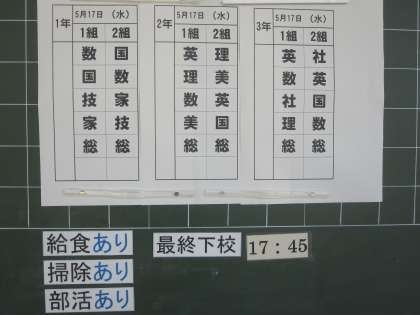 1年 5月17日 (水)
1組 2組
数 国
国 数
技 家
家 技
総 総
2年 5月17日 (水)
1組 2組
英 理
理 美
数 英
美 国
総 総
3年 5月17日 (水)
1組 2組
英 社
数 英
社 国
理 数
総 総
給食あり 最終下校 17:45
掃除あり
部活あり